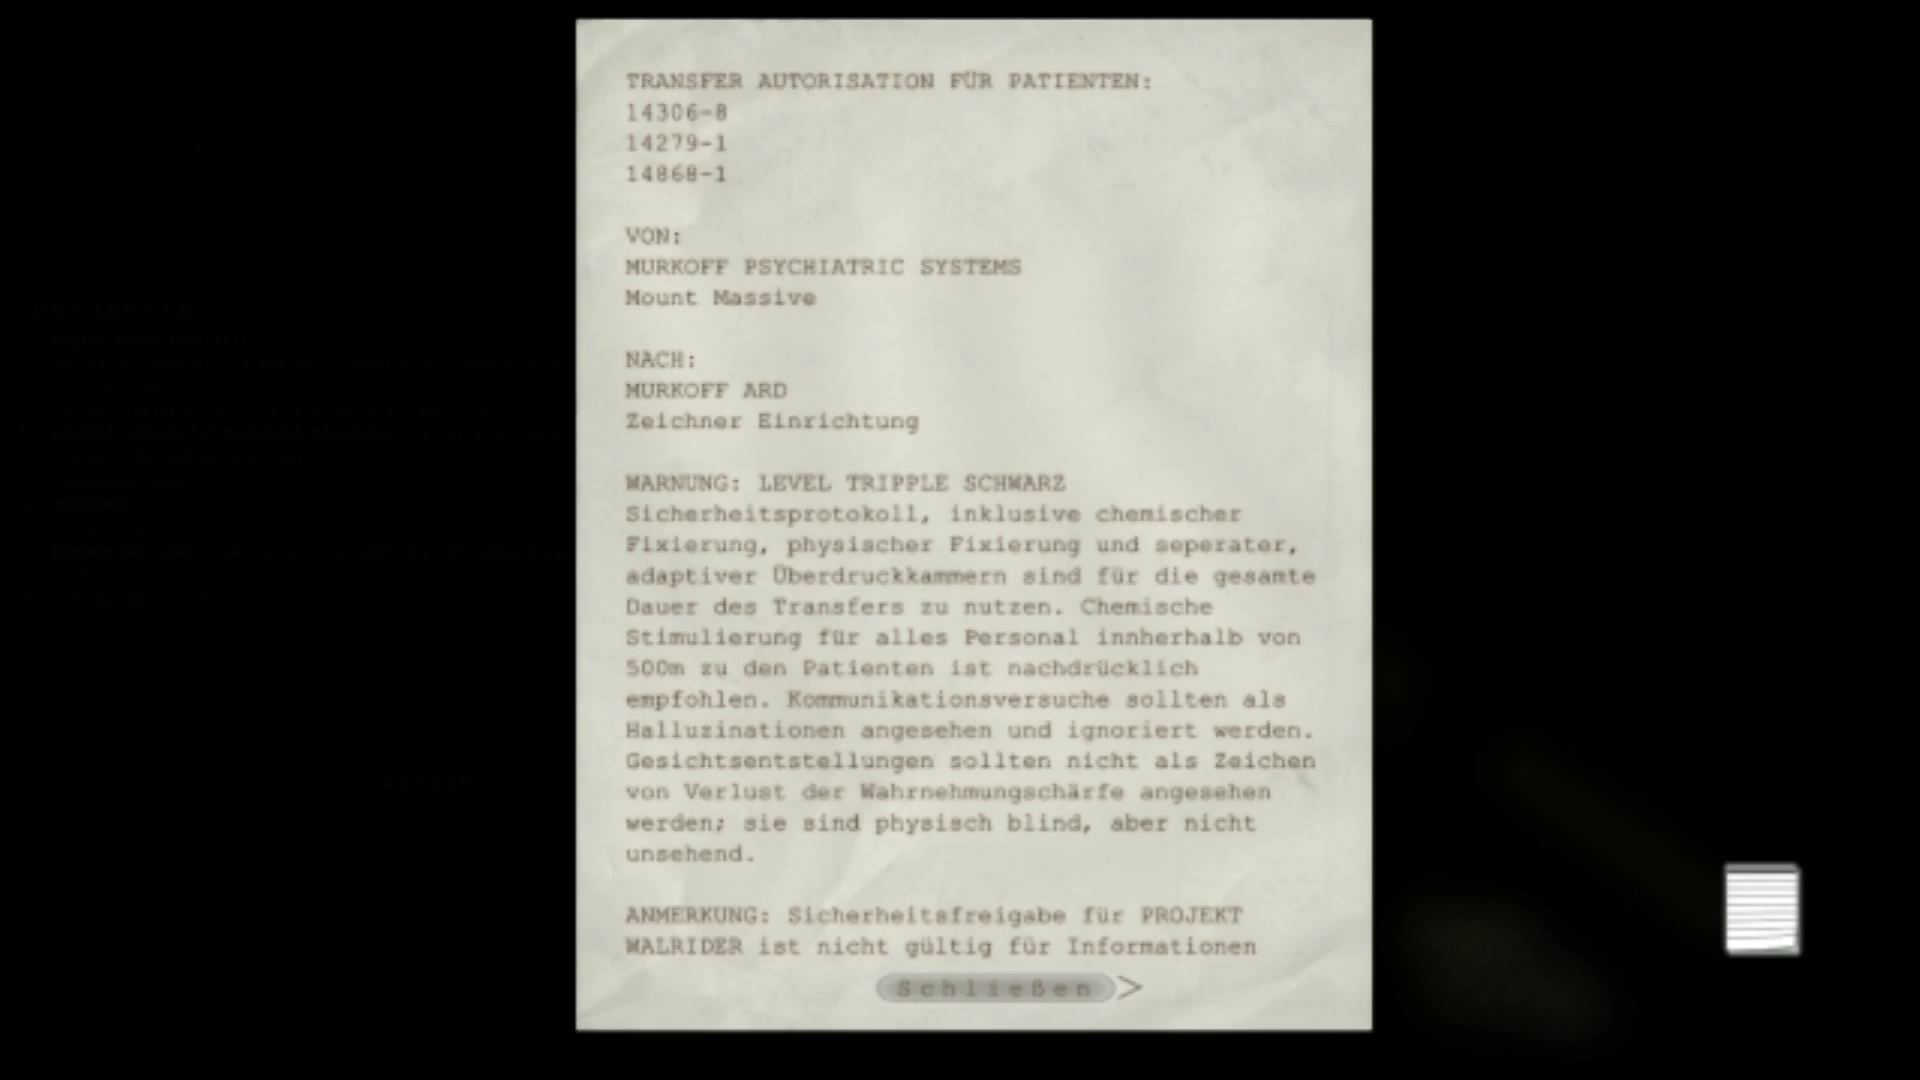 TRANSFER AUTORISATION FÜR PATIENTEN:
14306-8
14279-1
14868-1
VON:
MURKOFF PSYCHIATRIC SYSTEMS
Mount Massive
NACH:
MURKOFF ARD
Zeichner Einrichtung
WARNUNG: LEVEL TRIPPLE SCHWARZ
Sicherheitsprotokoll, inklusive chemischer
Fixierung, physischer Fixierung und seperater,
adaptiver Überdruckkammern sind für die gesamte
Dauer des Transfers zu nutzen. Chemische
Stimulierung für alles Personal innherhalb von
500m zu den Patienten ist nachdrücklich
empfohlen. Kommunikationsversuche sollten als
Halluzinationen angesehen und ignoriert werden.
Gesichtsentstellungen sollten nicht als Zeichen
von Verlust der Wahrnehmungschärfe angesehen
werden; sie sind physisch blind, aber nicht
unsehend.
ANMERKUNG: Sicherheitsfreigabe für PROJEKT
WALRIDER ist nicht gültig für Informationen
Schließen >